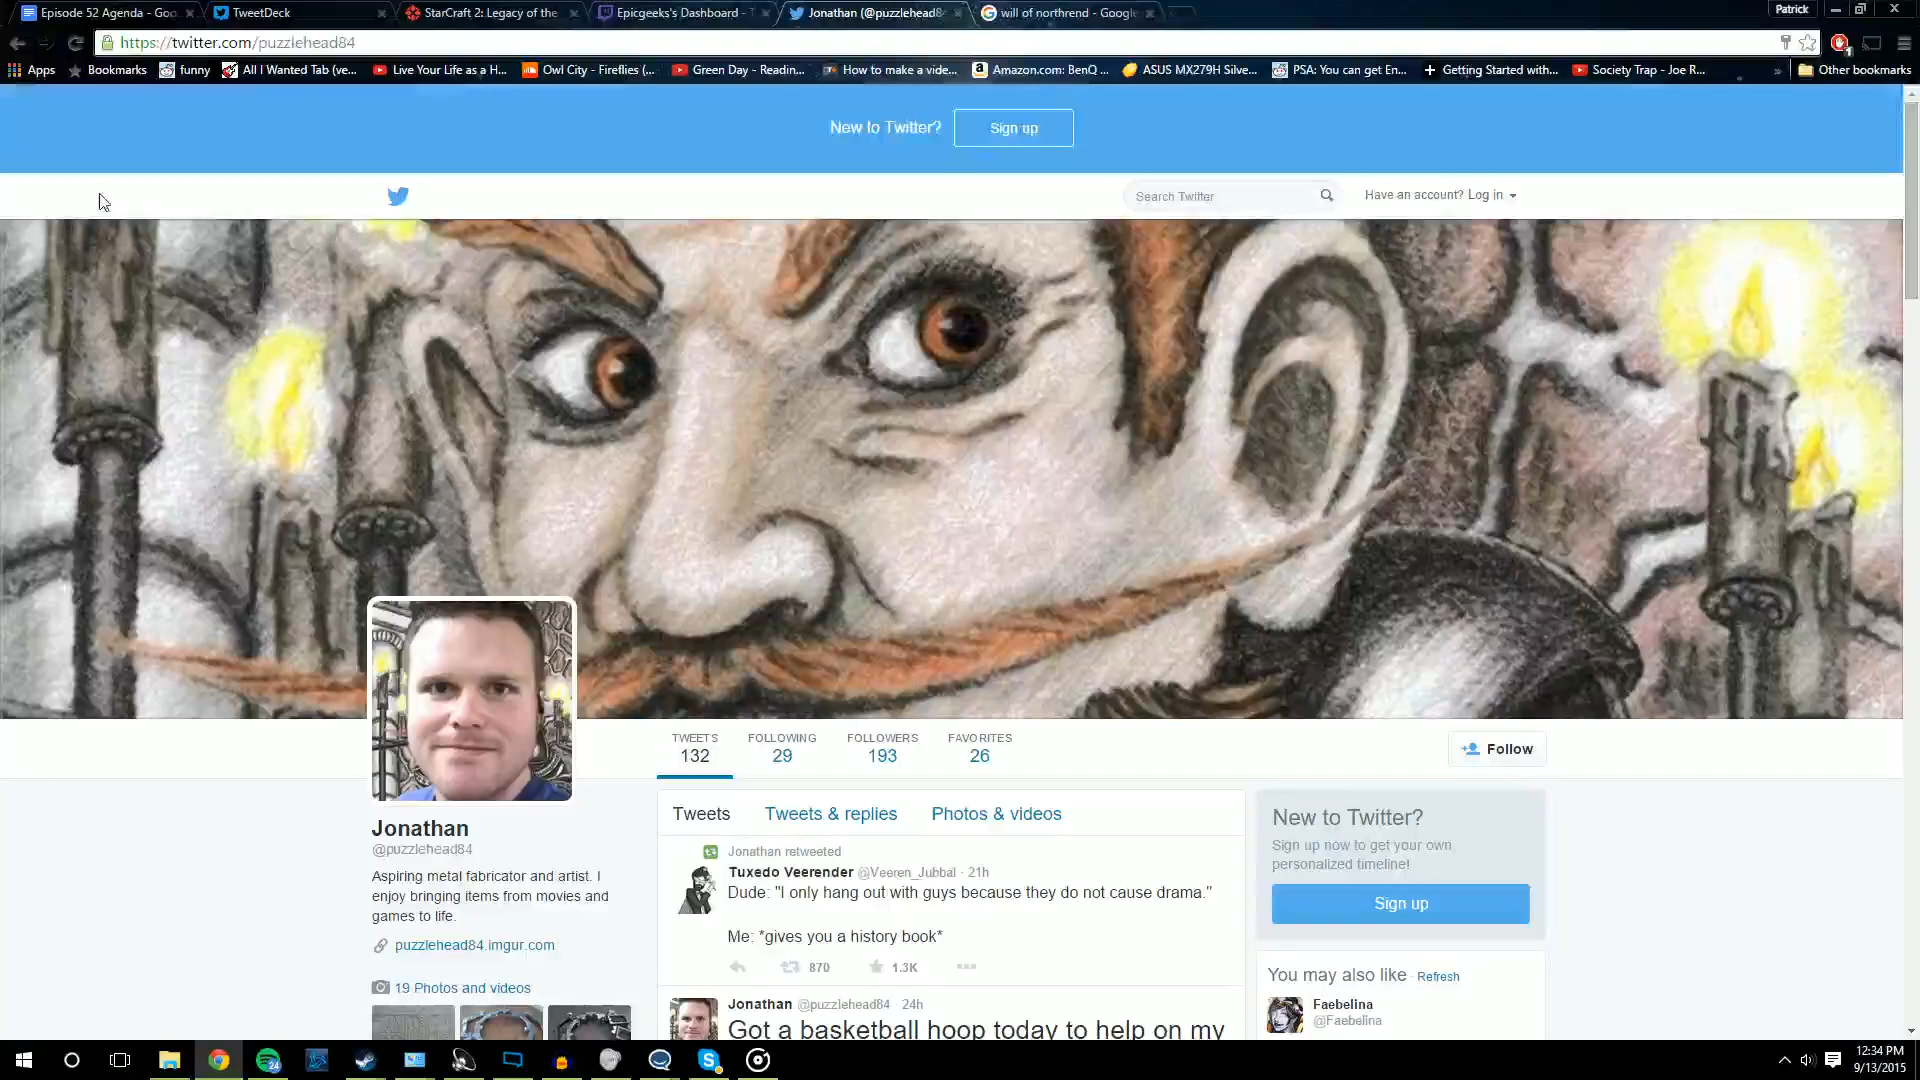 Episode 52 Agenda - Goo
TweetDeck
StarCraft 2: Legacy of the
Epicgeeks's Dashboard - T
Jonathan (@puzzlehead8
will of northrend - Google
Patrick
https://twitter.com/puzzlehead84
Apps
Bookmarks
funny
All I Wanted Tab (ve...
Live Your Life as a H...
Owl City - Fireflies (...
Green Day - Readin...
How to make a vide...
Amazon.com: BenQ ...
ASUS MX279H Silve...
PSA: You can get En...
Getting Started with...
Society Trap - Joe R...
»
Other bookmarks
New to Twitter?
Sign up
Search Twitter
Have an account? Log in
TWEETS
132
FOLLOWING
29
FOLLOWERS
193
FAVORITES
26
Follow
Jonathan
@puzzlehead84
Aspiring metal fabricator and artist. I
enjoy bringing items from movies and
games to life.
puzzlehead84.imgur.com
19 Photos and videos
Tweets
Tweets & replies
Photos & videos
Jonathan retweeted
Tuxedo Veerender @Veeren_Jubbal · 21h
Dude: "I only hang out with guys because they do not cause drama."
Me: *gives you a history book*
870
1.3K
Jonathan @puzzlehead84 · 24h
Got a basketball hoop today to help on my
New to Twitter?
Sign up now to get your own
personalized timeline!
Sign up
You may also like · Refresh
Faebelina
@Faebelina
24
12:34 PM
9/13/2015